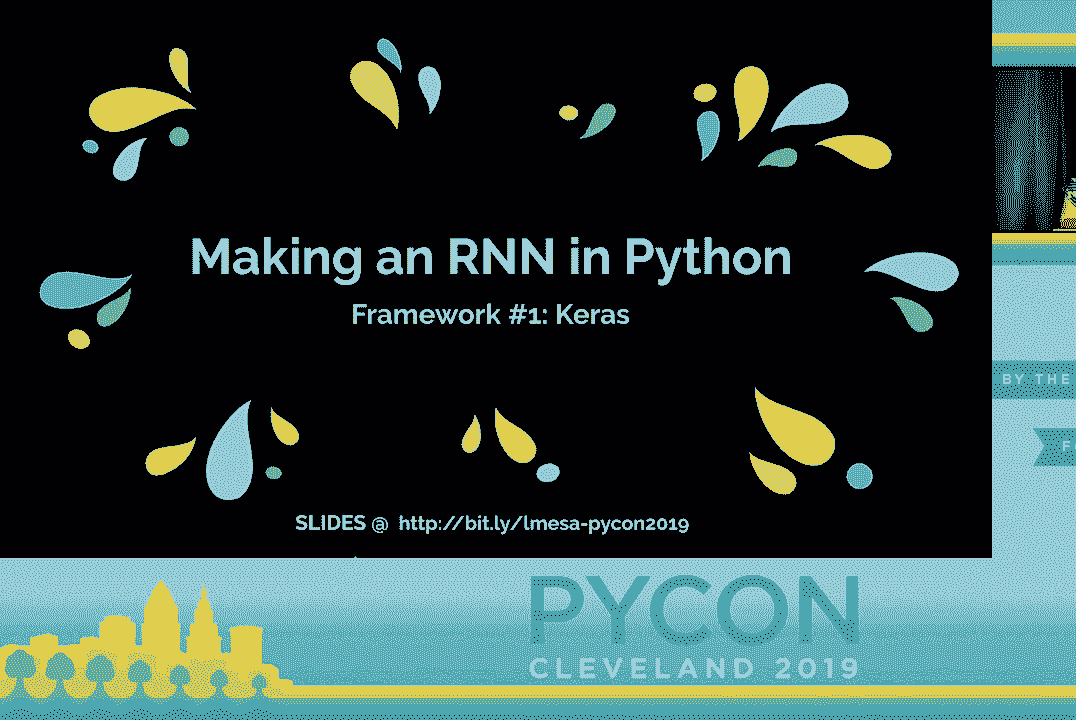 Making an RNN in Python
Framework #1: Keras
SLIDES @ http://bit.ly/lmesa-pycon2019
BY THE
F
PYCON
CLEVELAND 2019